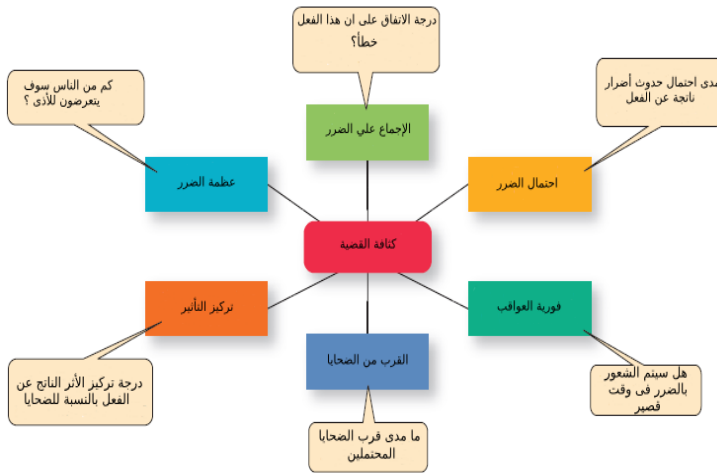 درجة الاتفاق على ان هذا الفعل
خطأ؟
كم من الناس سوف
يتعرضون للأذى ؟
مدى احتمال حدوث أضرار
ناتجة عن الفعل
الإجماع علي الضرر
عظمة الضرر
احتمال الضرر
كثافة القضية
تركيز التأثير
فورية العواقب
القرب من الضحايا
درجة تركيز الأثر الناتج عن
الفعل بالنسبة للضحايا
هل سيتم الشعور
بالضرر فى وقت
قصير
ما مدى قرب الضحايا
المحتملين